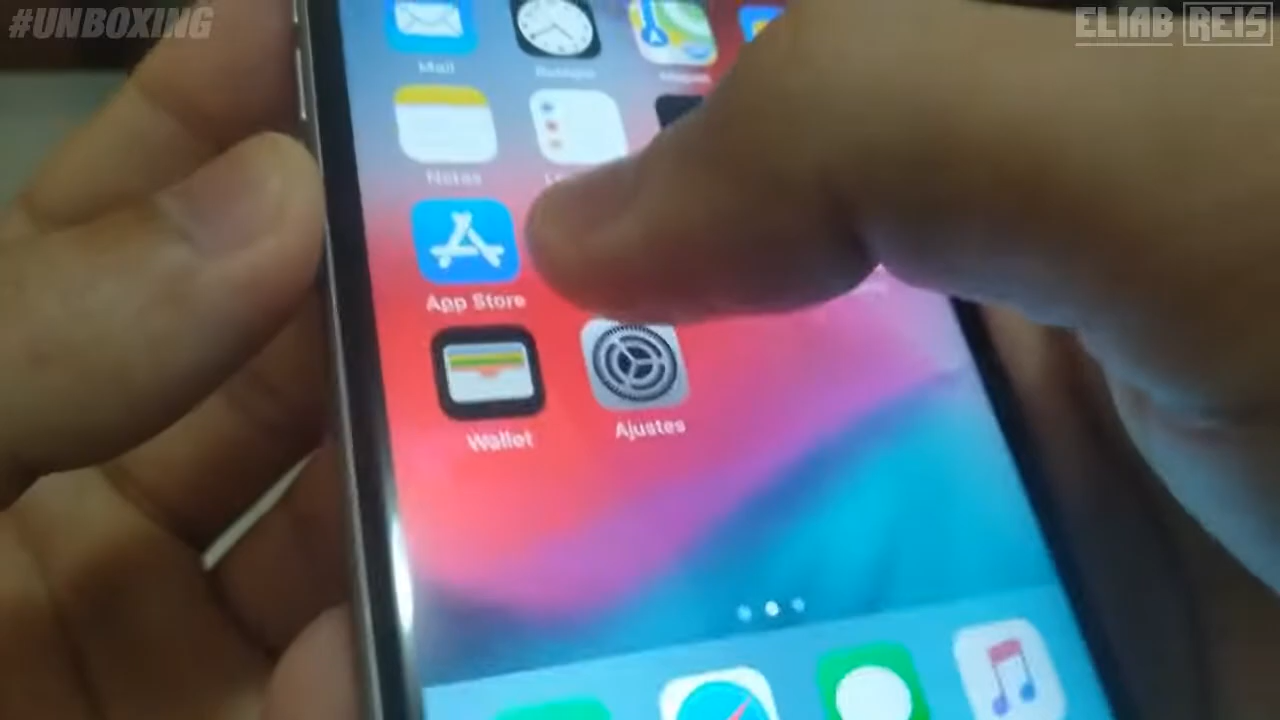 #UNBOXING
ELIAB REIS
Mail
Notas
App Store
Wallet
Ajustes